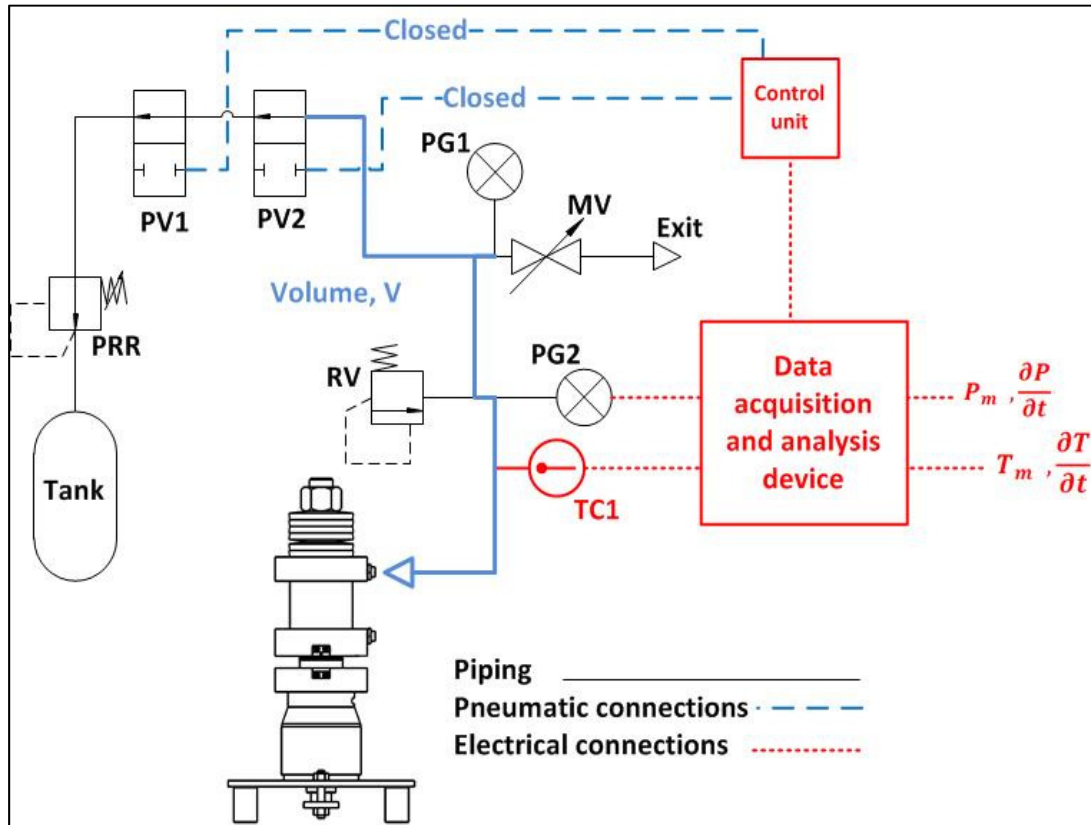 Closed
Control
unit
Closed
PG1
MV
Exit
PV1
PV2
Volume, V
PRR
RV
PG2
Data
acquisition
and analysis
device
P_m , ∂P/∂t
T_m , ∂T/∂t
Tank
TC1
Piping
Pneumatic connections
Electrical connections